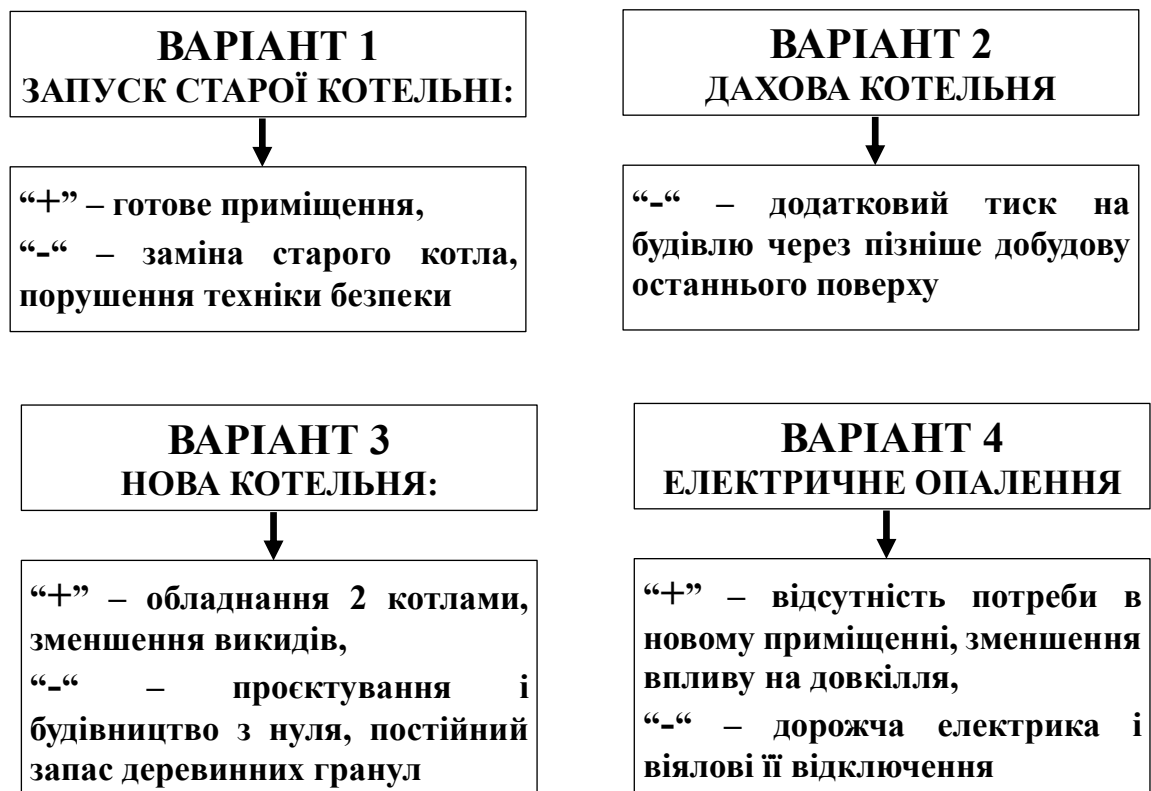 ВАРІАНТ 1
ЗАПУСК СТАРОЇ КОТЕЛЬНІ:
“+” – готове приміщення,
“-“ – заміна старого котла,
порушення техніки безпеки
ВАРІАНТ 2
ДАХОВА КОТЕЛЬНЯ
“-“ – додатковий тиск на
будівлю через пізніше добудову
останнього поверху
ВАРІАНТ 3
НОВА КОТЕЛЬНЯ:
“+” – обладнання 2 котлами,
зменшення викидів,
“-“ – проєктування і
будівництво з нуля, постійний
запас деревинних гранул
ВАРІАНТ 4
ЕЛЕКТРИЧНЕ ОПАЛЕННЯ
“+” – відсутність потреби в
новому приміщенні, зменшення
впливу на довкілля,
“-“ – дорожча електрика і
віялові її відключення